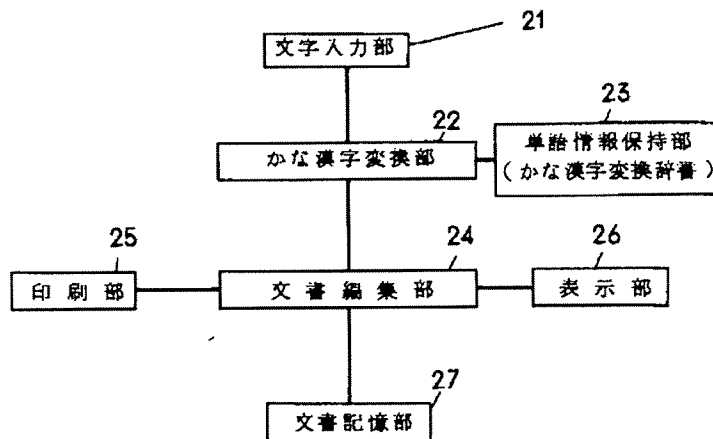 21
文字入力部
22
23
かな漢字変換部
単語情報保持部
(かな漢字変換辞書)
25
24
26
印刷部
文書編集部
表示部
27
文書記憶部